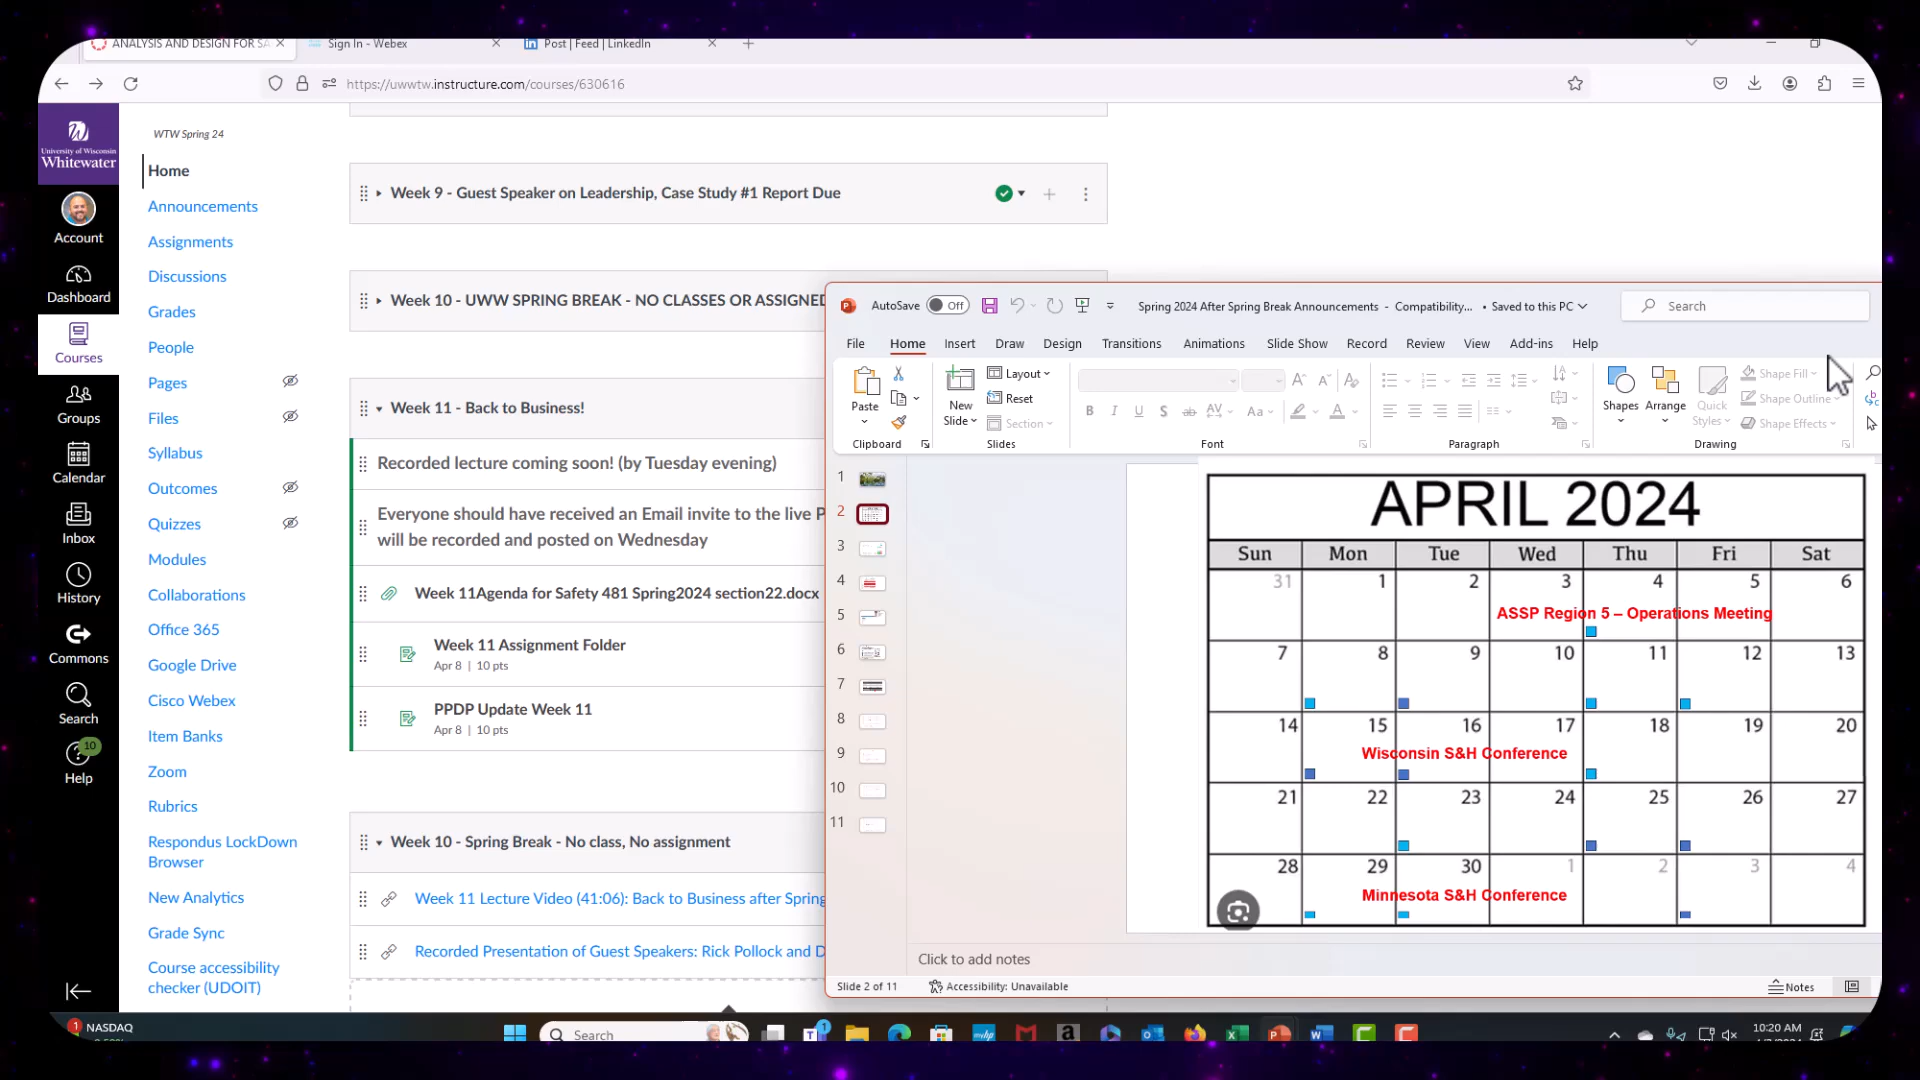 ANALYSIS AND DESIGN FOR SA
Sign In - Webex
Post | Feed | LinkedIn
https://uwwtw.instructure.com/courses/630616
University of Wisconsin
Whitewater
Account
Dashboard
Courses
Groups
Calendar
Inbox
History
Commons
Search
10
Help
WTW Spring 24
Home
Announcements
Assignments
Discussions
Grades
People
Pages
Files
Syllabus
Outcomes
Quizzes
Modules
Collaborations
Office 365
Google Drive
Cisco Webex
Item Banks
Zoom
Rubrics
Respondus LockDown
Browser
New Analytics
Grade Sync
Course accessibility
checker (UDOIT)
Week 9 - Guest Speaker on Leadership, Case Study #1 Report Due
Week 10 - UWW SPRING BREAK - NO CLASSES OR ASSIGNED
Week 11 - Back to Business!
Recorded lecture coming soon! (by Tuesday evening)
Everyone should have received an Email invite to the live P
will be recorded and posted on Wednesday
Week 11Agenda for Safety 481 Spring2024 section22.docx
Week 11 Assignment Folder
Apr 8 | 10 pts
PPDP Update Week 11
Apr 8 | 10 pts
Week 10 - Spring Break - No class, No assignment
Week 11 Lecture Video (41:06): Back to Business after Spring
Recorded Presentation of Guest Speakers: Rick Pollock and D
AutoSave Off
Spring 2024 After Spring Break Announcements - Compatibility... • Saved to this PC
Search
File Home Insert Draw Design Transitions Animations Slide Show Record Review View Add-ins Help
Paste
Clipboard
New
Slide
Layout
Reset
Section
Slides
Font
Paragraph
Shapes
Arrange
Quick
Styles
Shape Fill
Shape Outline
Shape Effects
Drawing
1
2
3
4
5
6
7
8
9
10
11
APRIL 2024
Sun Mon Tue Wed Thu Fri Sat
31 1 2 3 4 5 6
ASSP Region 5 – Operations Meeting
7 8 9 10 11 12 13
14 15 16 17 18 19 20
Wisconsin S&H Conference
21 22 23 24 25 26 27
28 29 30 1 2 3 4
Minnesota S&H Conference
Click to add notes
Slide 2 of 11
Accessibility: Unavailable
Notes
1
NASDAQ
Search
1
10:20 AM